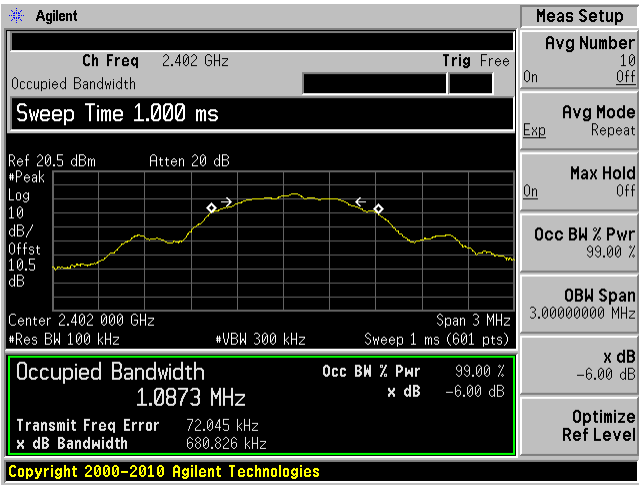 Agilent
Meas Setup
Ch Freq 2.402 GHz Trig Free
Occupied Bandwidth
Sweep Time 1.000 ms
Ref 20.5 dBm Atten 20 dB
#Peak
Log
10
dB/
Offst
10.5
dB
Center 2.402 000 GHz Span 3 MHz
#Res BW 100 kHz #VBW 300 kHz Sweep 1 ms (601 pts)
Occupied Bandwidth Occ BW % Pwr 99.00 %
1.0873 MHz x dB -6.00 dB
Transmit Freq Error 72.045 kHz
x dB Bandwidth 680.826 kHz
Copyright 2000-2010 Agilent Technologies
Avg Number
10
On Off
Avg Mode
Exp Repeat
Max Hold
On Off
Occ BW % Pwr
99.00 %
OBW Span
3.00000000 MHz
x dB
-6.00 dB
Optimize
Ref Level